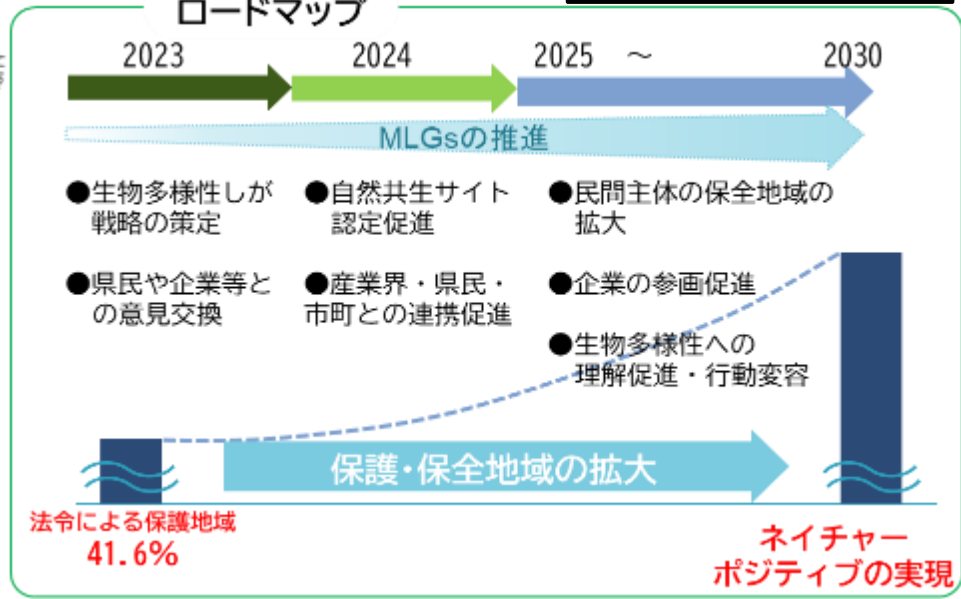 ロードマップ
2023
2024
2025 ～ 2030
MLGsの推進
●生物多様性しが
戦略の策定
●県民や企業等と
の意見交換
●自然共生サイト
認定促進
●産業界・県民・
市町との連携促進
●民間主体の保全地域の
拡大
●企業の参画促進
●生物多様性への
理解促進・行動変容
保護・保全地域の拡大
法令による保護地域
41.6%
ネイチャー
ポジティブの実現